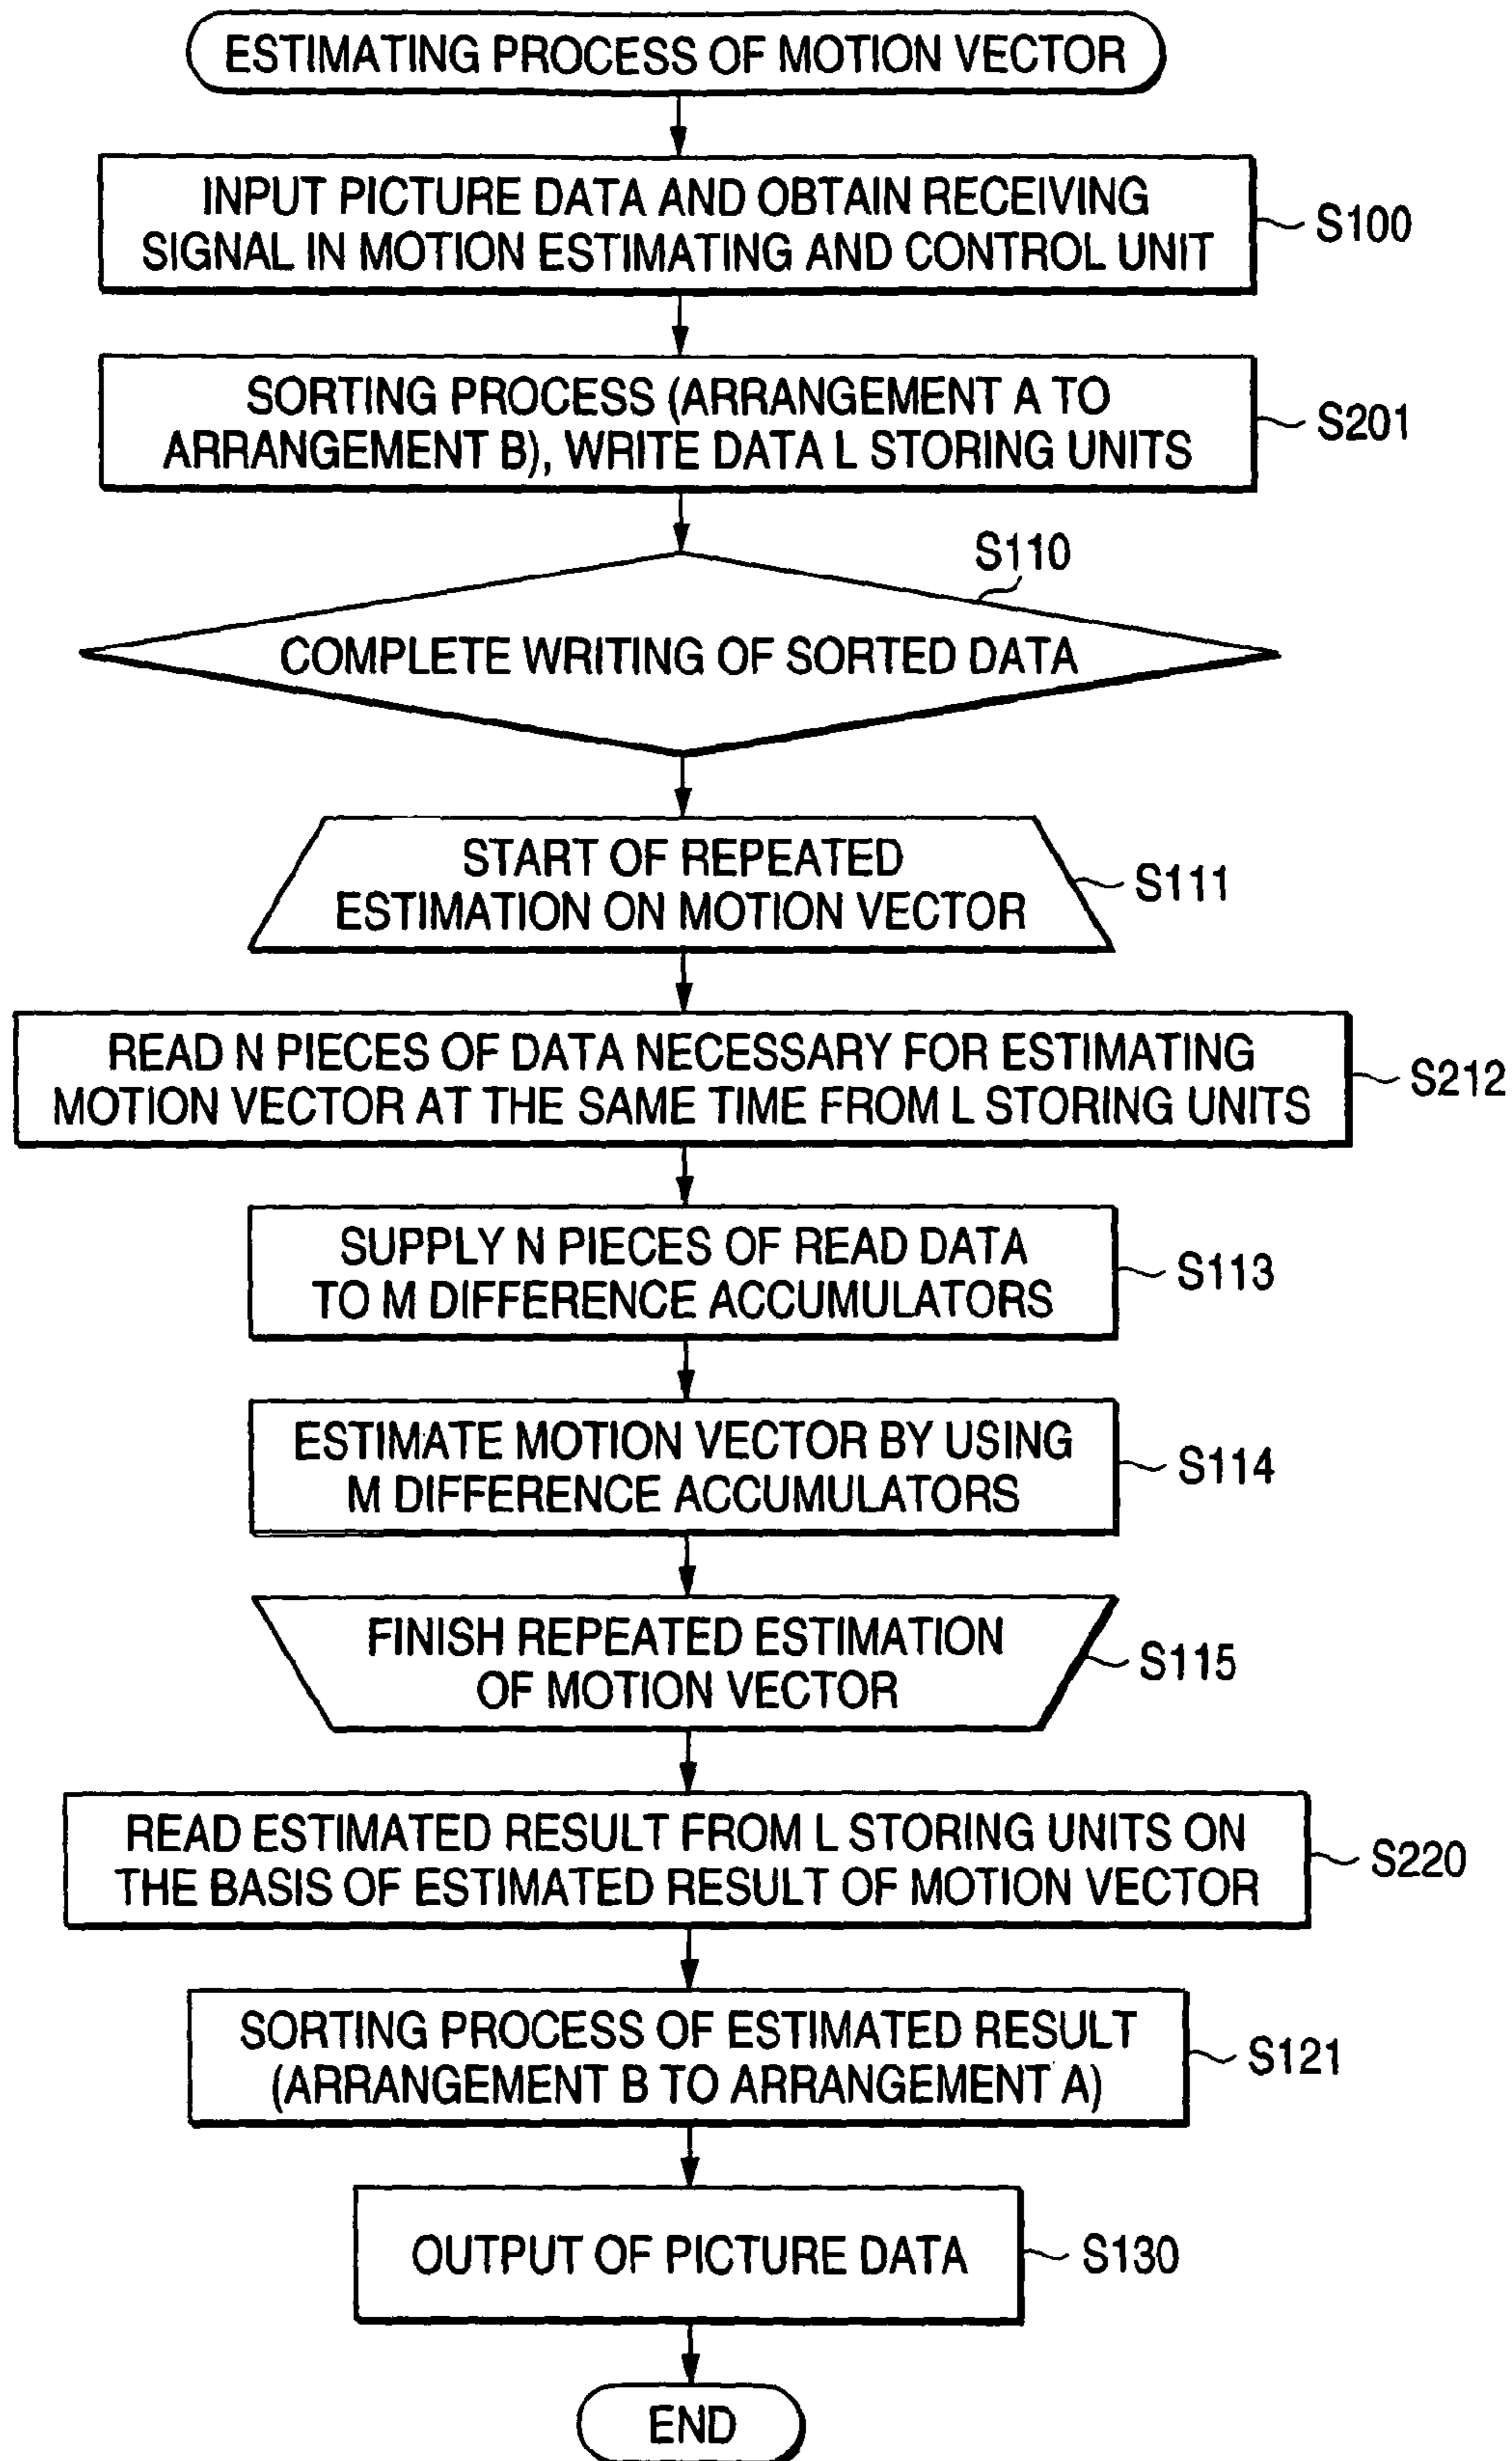 ESTIMATING PROCESS OF MOTION VECTOR
INPUT PICTURE DATA AND OBTAIN RECEIVING
SIGNAL IN MOTION ESTIMATING AND CONTROL UNIT
S100
SORTING PROCESS (ARRANGEMENT A TO
ARRANGEMENT B), WRITE DATA L STORING UNITS
S201
S110
COMPLETE WRITING OF SORTED DATA
START OF REPEATED
ESTIMATION ON MOTION VECTOR
S111
READ N PIECES OF DATA NECESSARY FOR ESTIMATING
MOTION VECTOR AT THE SAME TIME FROM L STORING UNITS
S212
SUPPLY N PIECES OF READ DATA
TO M DIFFERENCE ACCUMULATORS
S113
ESTIMATE MOTION VECTOR BY USING
M DIFFERENCE ACCUMULATORS
S114
FINISH REPEATED ESTIMATION
OF MOTION VECTOR
S115
READ ESTIMATED RESULT FROM L STORING UNITS ON
THE BASIS OF ESTIMATED RESULT OF MOTION VECTOR
S220
SORTING PROCESS OF ESTIMATED RESULT
(ARRANGEMENT B TO ARRANGEMENT A)
S121
OUTPUT OF PICTURE DATA
S130
END